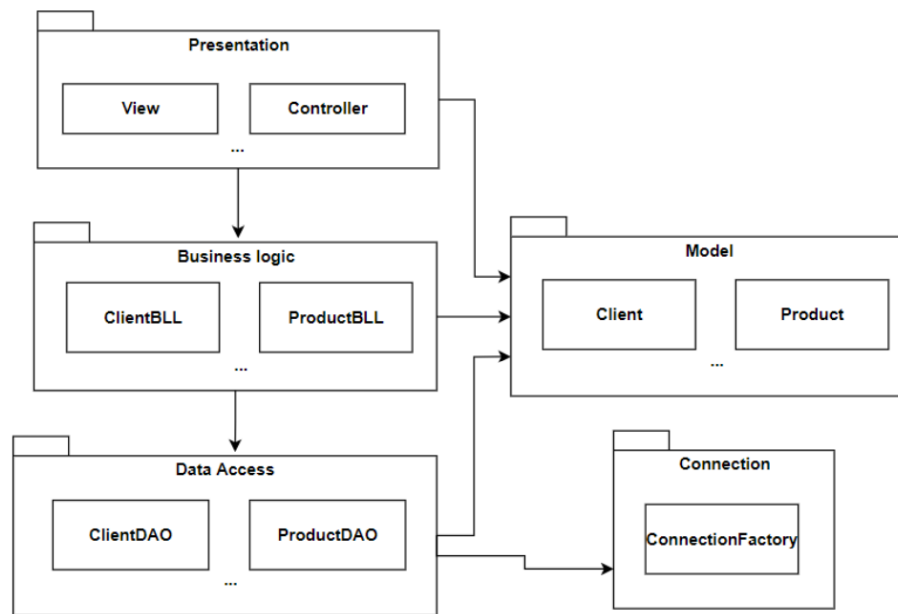 Presentation
View
Controller
...
Business logic
ClientBLL
ProductBLL
...
Model
Client
Product
...
Data Access
ClientDAO
ProductDAO
...
Connection
ConnectionFactory